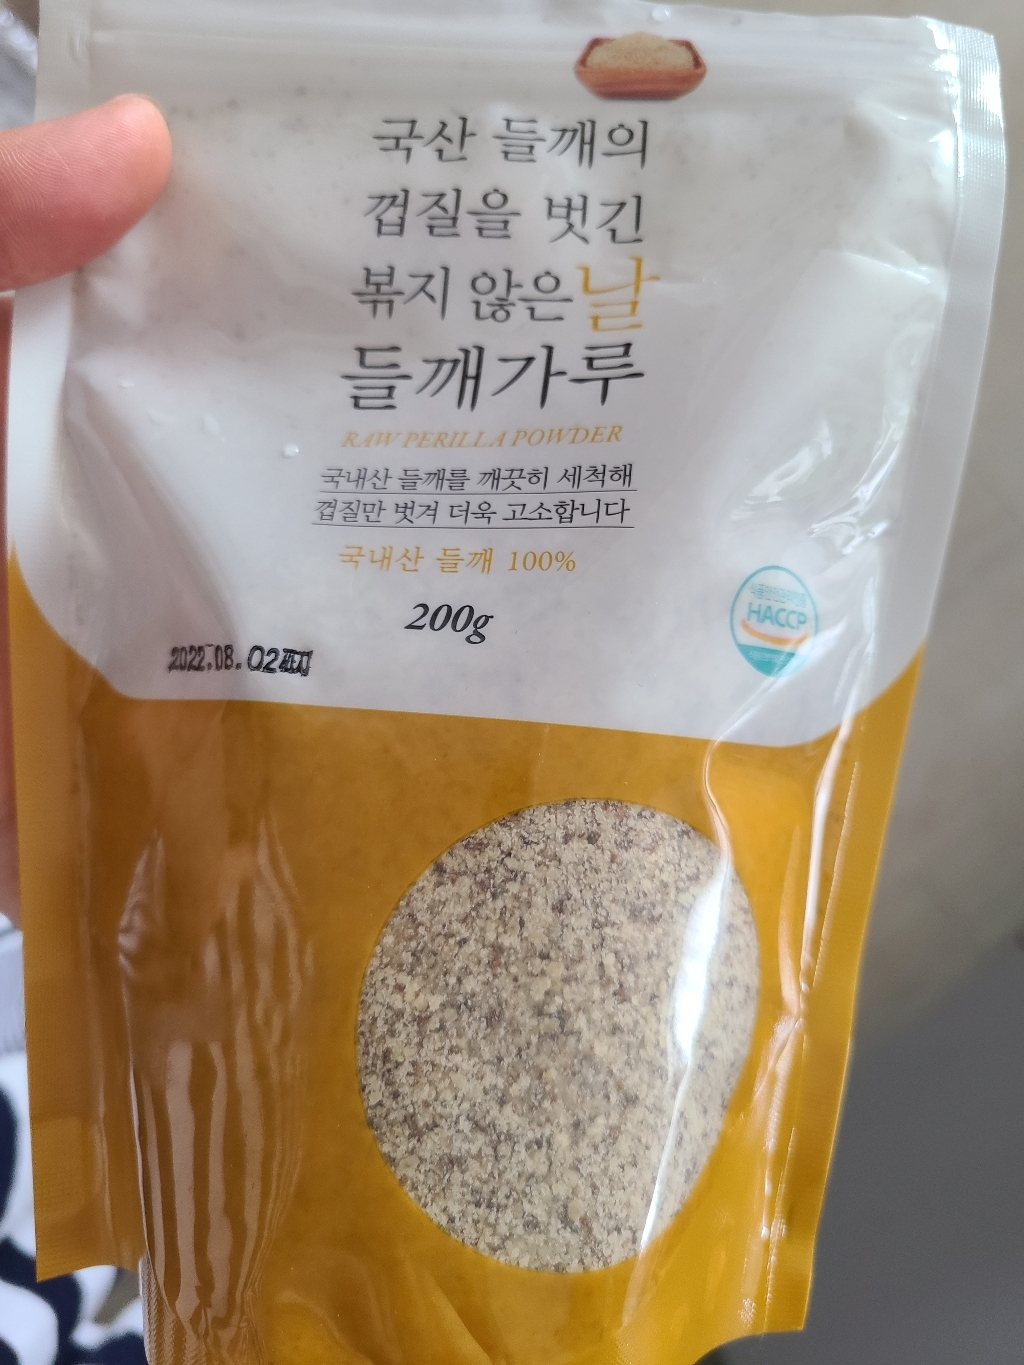 국산 들깨의
껍질을 벗긴
볶지 않은 날
들깨가루
RAW PERILLA POWDER
국내산 들깨를 깨끗히 세척해
껍질만 벗겨 더욱 고소합니다
국내산 들깨 100%
200g
2022.08.02까지
HACCP